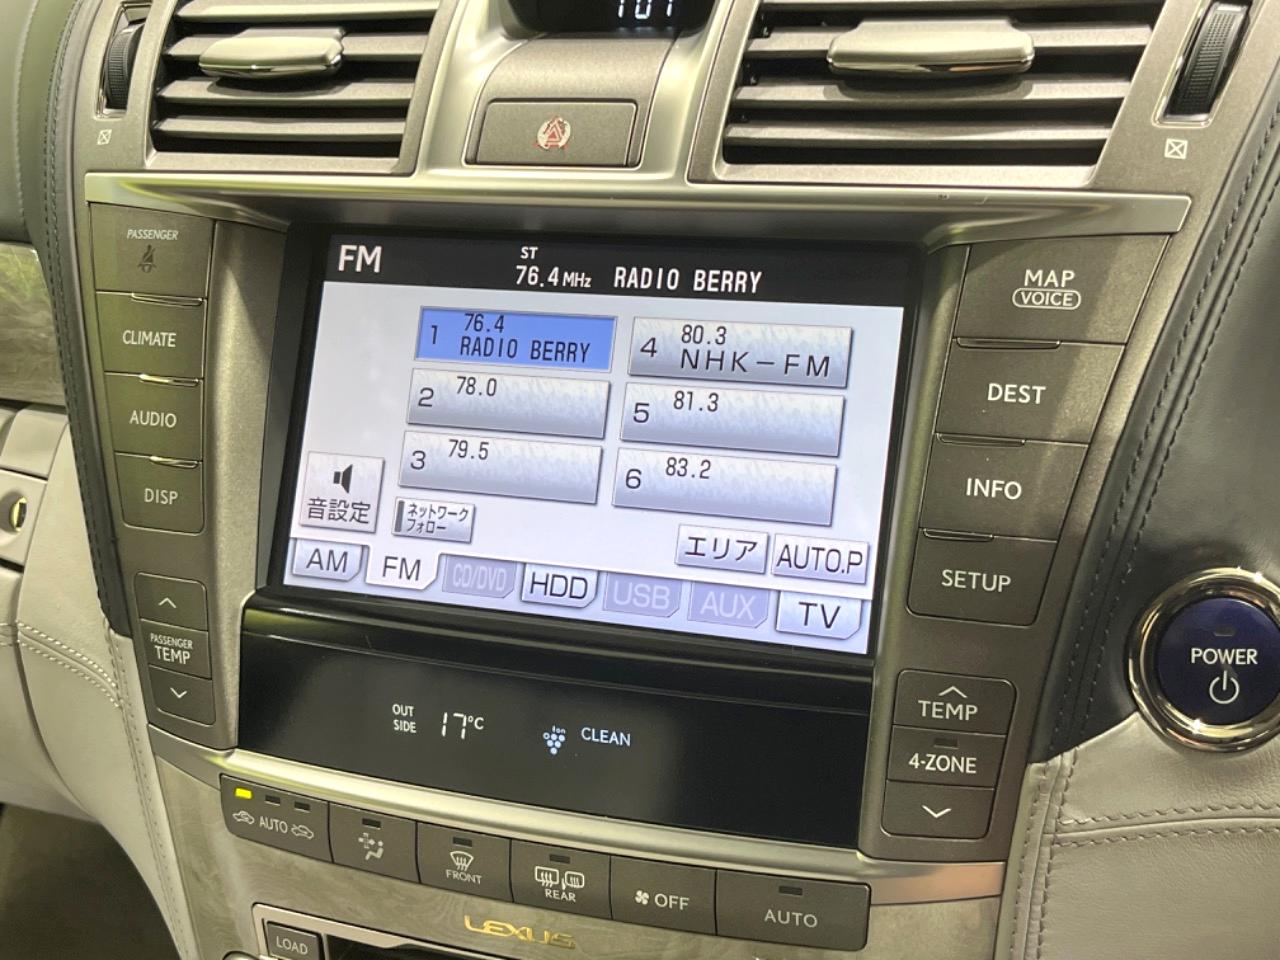 1:01
PASSENGER
CLIMATE
AUDIO
DISP
PASSENGER
TEMP
FM
ST
76.4MHz RADIO BERRY
1 76.4
RADIO BERRY
2 78.0
3 79.5
4 80.3
NHK-FM
5 81.3
6 83.2
音設定
ネットワーク
フォロー
エリア
AUTO.P
AM
FM
CD/DVD
HDD
USB
AUX
TV
MAP
VOICE
DEST
INFO
SETUP
POWER
TEMP
4-ZONE
OUT
SIDE
17°C
ion
CLEAN
AUTO
FRONT
REAR
OFF
AUTO
LEXUS
LOAD